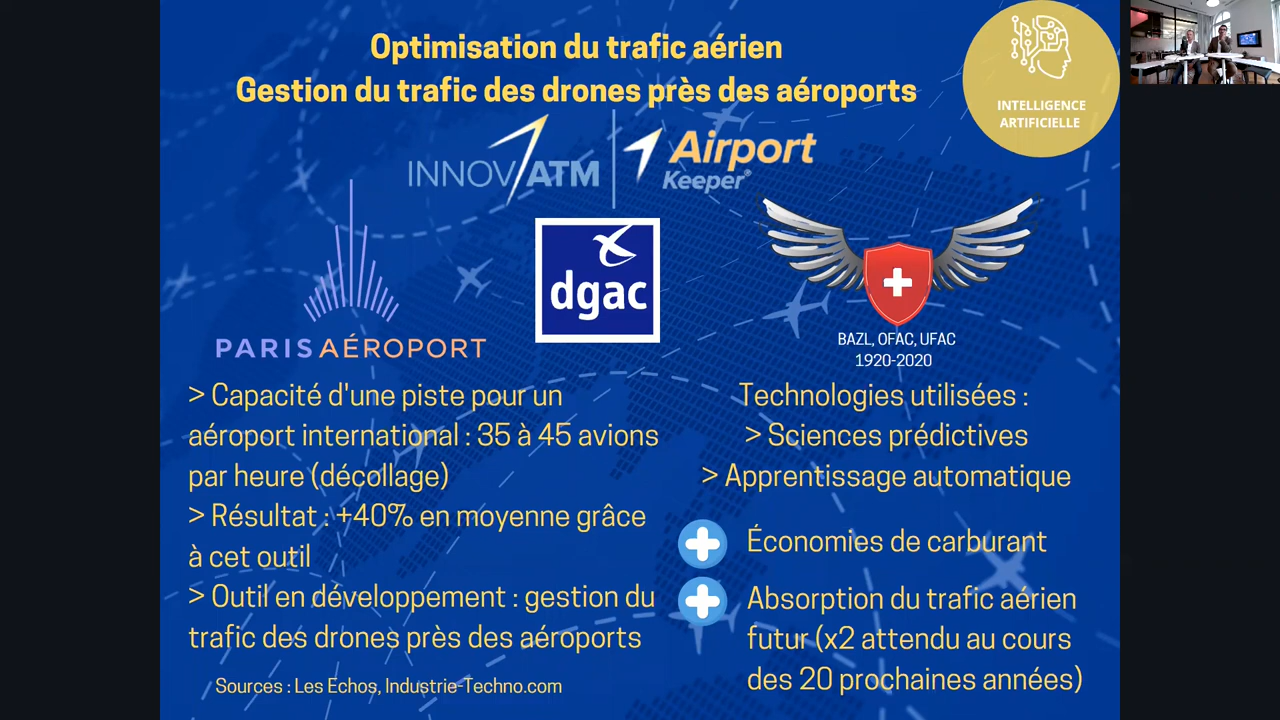 Optimisation du trafic aérien
Gestion du trafic des drones près des aéroports
INTELLIGENCE
ARTIFICIELLE
INNOV/ATM
Airport
Keeper®
PARIS AÉROPORT
dgac
BAZL, OFAC, UFAC
1920-2020
> Capacité d'une piste pour un
aéroport international : 35 à 45 avions
par heure (décollage)
> Résultat : +40% en moyenne grâce
à cet outil
> Outil en développement : gestion du
trafic des drones près des aéroports
Sources : Les Echos, Industrie-Techno.com
Technologies utilisées :
> Sciences prédictives
> Apprentissage automatique
Économies de carburant
Absorption du trafic aérien
futur (x2 attendu au cours
des 20 prochaines années)